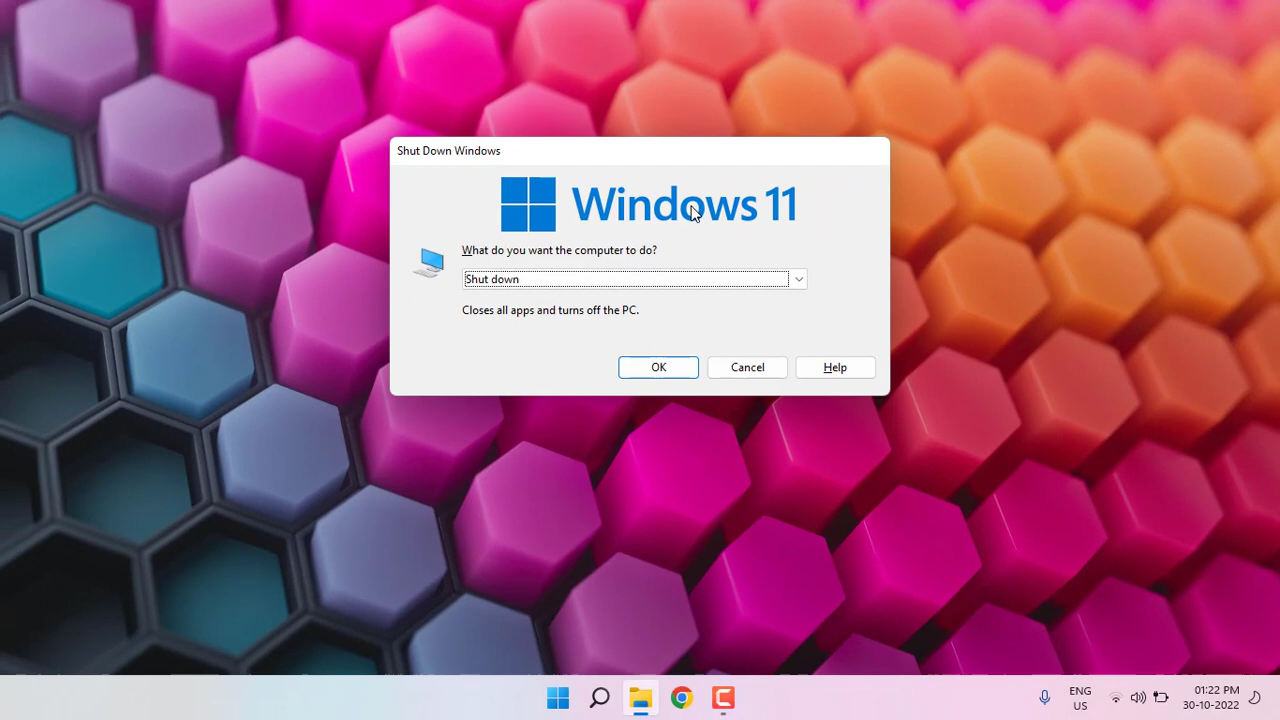 Shut Down Windows
Windows 11
What do you want the computer to do?
Shut down
Closes all apps and turns off the PC.
OK
Cancel
Help
ENG
US
01:22 PM
30-10-2022